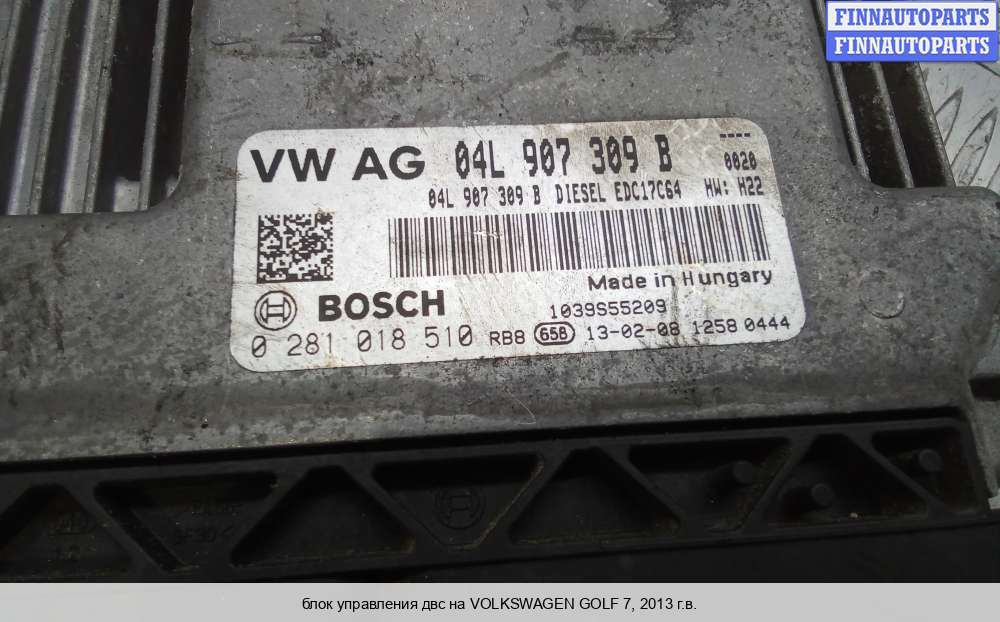 FINNAUTOPARTS
FINNAUTOPARTS
VW AG 04L 907 309 B ----
0020
04L 907 309 B DIESEL EDC17C64 HW: H22
Made in Hungary
BOSCH 1039S55209
0 281 018 510 RB8 658 13-02-08 1258 0444
блок управления двс на VOLKSWAGEN GOLF 7, 2013 г.в.